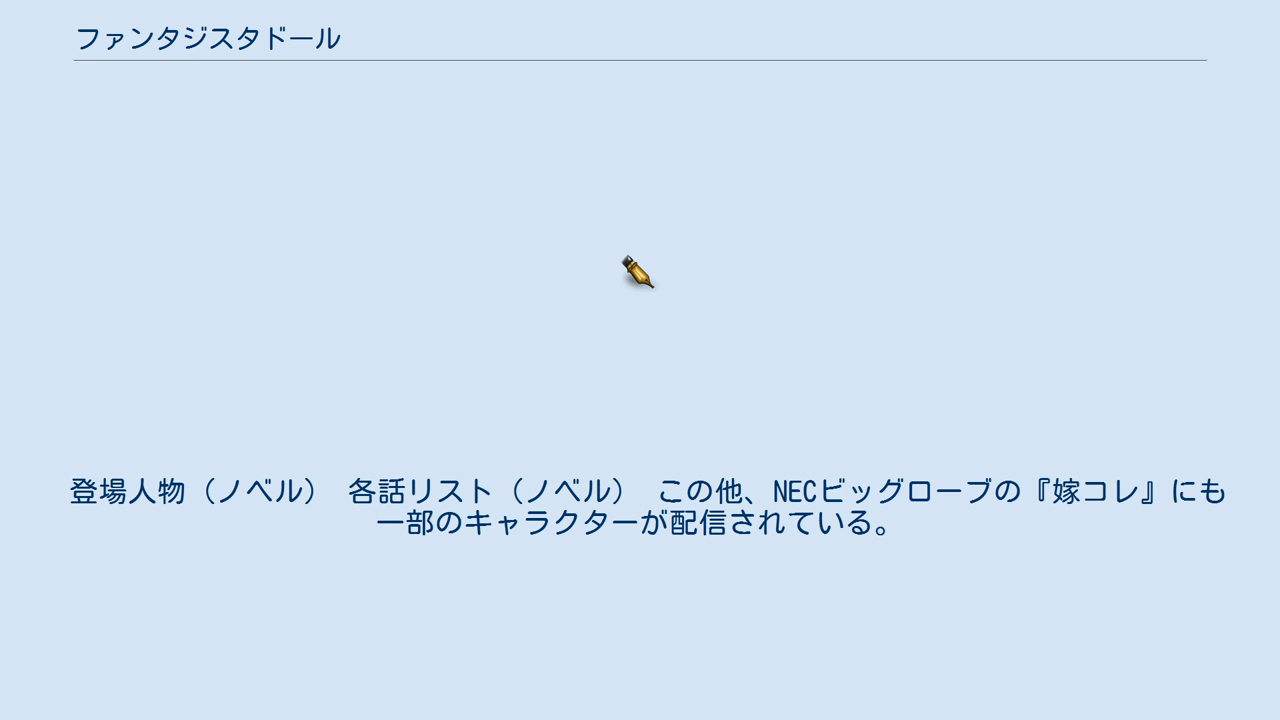 ファンタジスタドール
登場人物（ノベル）　各話リスト（ノベル）　この他、NECビッグローブの『嫁コレ』にも
一部のキャラクターが配信されている。